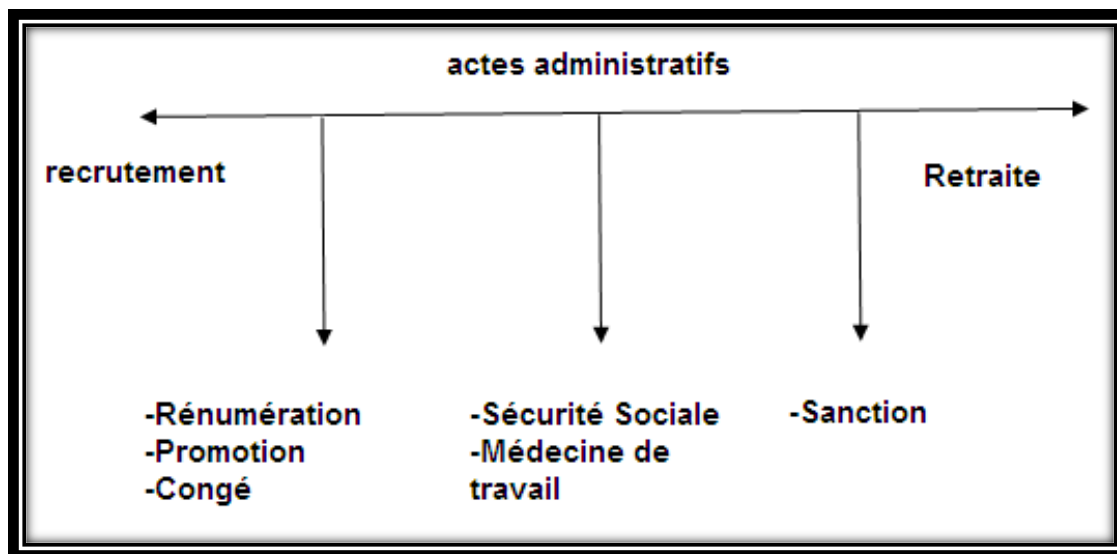 actes administratifs
recrutement
Retraite
-Rénumération
-Promotion
-Congé
-Sécurité Sociale
-Médecine de
travail
-Sanction